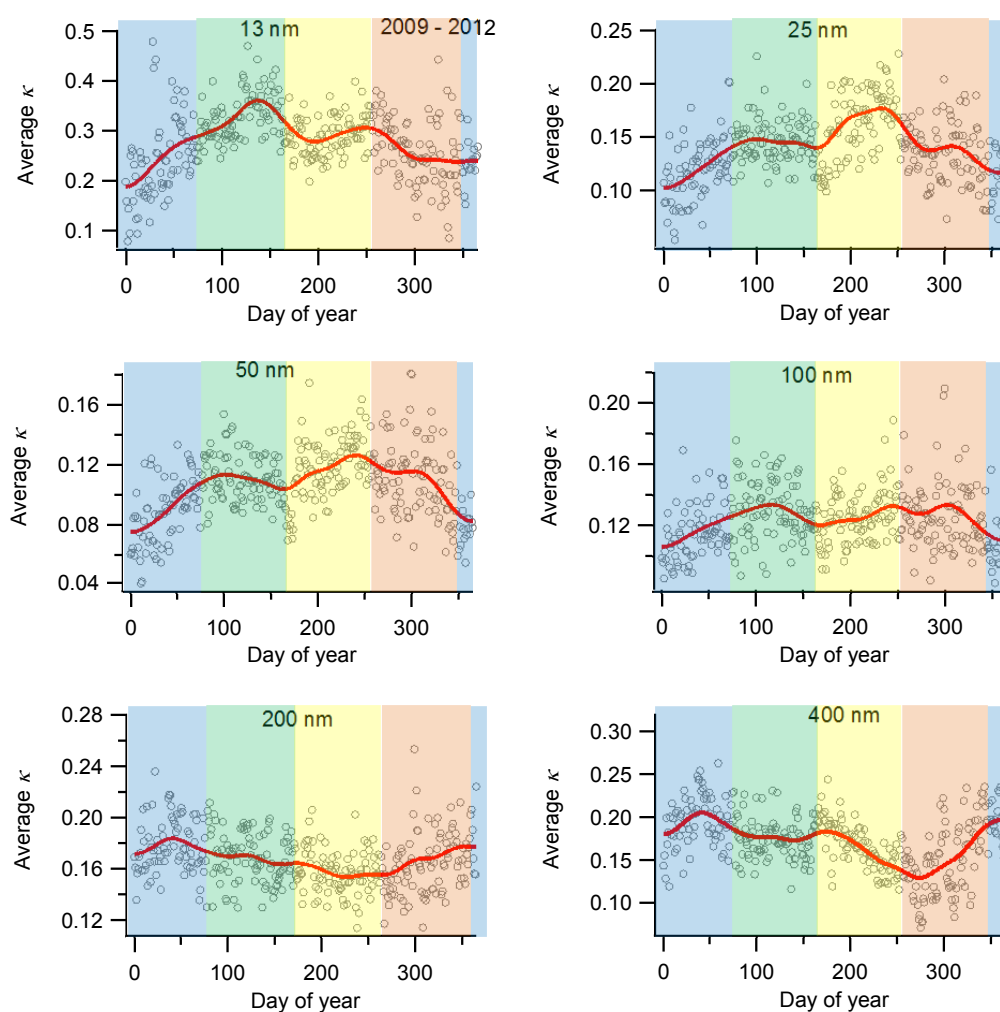 13 nm 2009 - 2012
0.5
0.4
0.3
0.2
0.1
Average κ
0 100 200 300
Day of year
25 nm
0.25
0.20
0.15
0.10
Average κ
0 100 200 300
Day of year
50 nm
0.16
0.12
0.08
0.04
Average κ
0 100 200 300
Day of year
100 nm
0.20
0.16
0.12
Average κ
0 100 200 300
Day of year
200 nm
0.28
0.24
0.20
0.16
0.12
Average κ
0 100 200 300
Day of year
400 nm
0.30
0.25
0.20
0.15
0.10
Average κ
0 100 200 300
Day of year